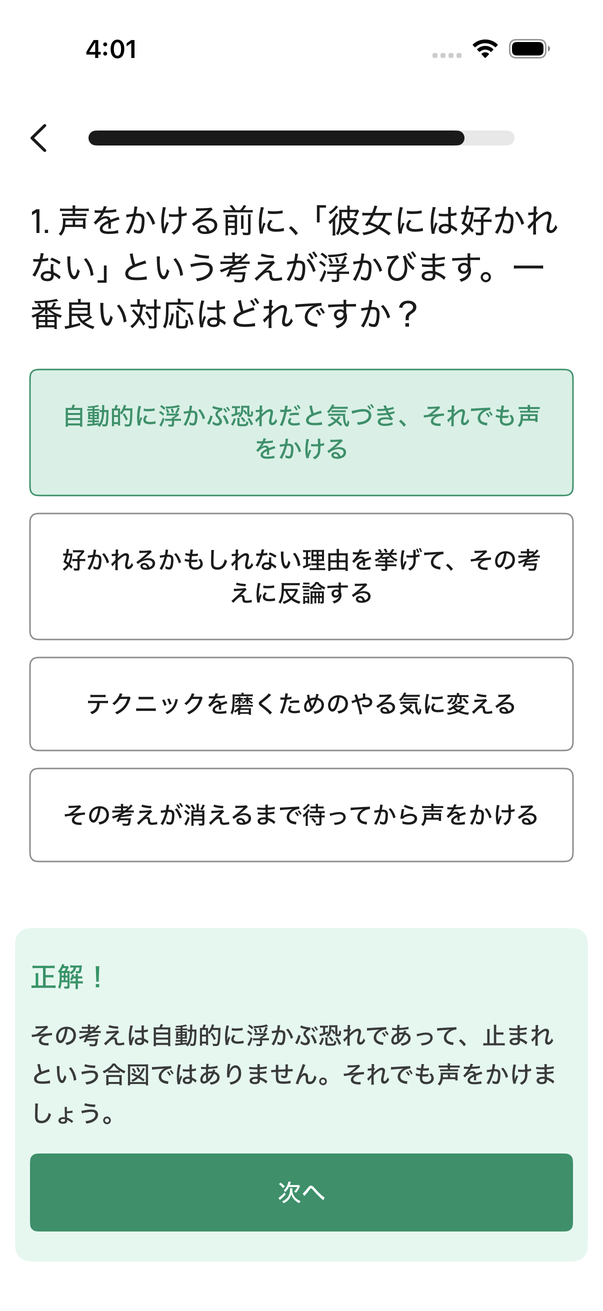 4:01
1. 声をかける前に、「彼女には好かれ
ない」という考えが浮かびます。一
番良い対応はどれですか？
自動的に浮かぶ恐れだと気づき、それでも声
をかける
好かれるかもしれない理由を挙げて、その考
えに反論する
テクニックを磨くためのやる気に変える
その考えが消えるまで待ってから声をかける
正解！
その考えは自動的に浮かぶ恐れであって、止まれ
という合図ではありません。それでも声をかけま
しょう。
次へ